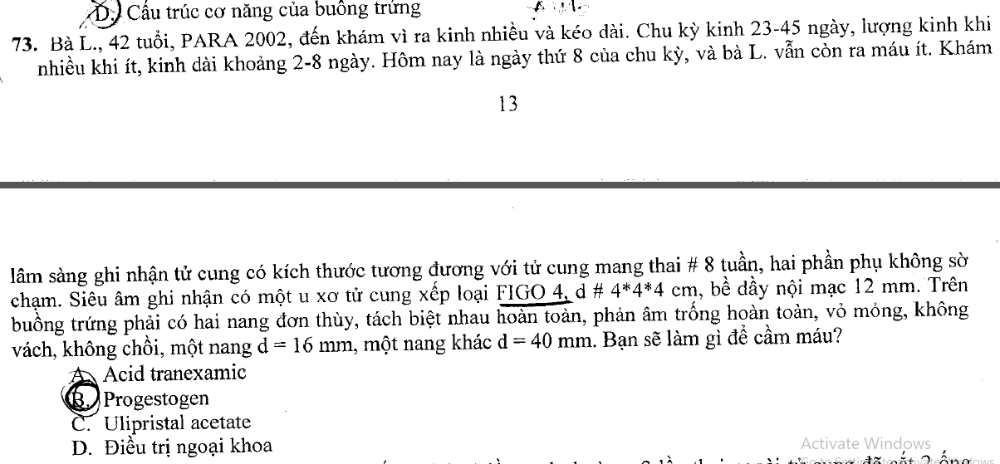 D. Cấu trúc cơ năng của buồng trứng
73. Bà L., 42 tuổi, PARA 2002, đến khám vì ra kinh nhiều và kéo dài. Chu kỳ kinh 23-45 ngày, lượng kinh khi
nhiều khi ít, kinh dài khoảng 2-8 ngày. Hôm nay là ngày thứ 8 của chu kỳ, và bà L. vẫn còn ra máu ít. Khám
13
lâm sàng ghi nhận tử cung có kích thước tương đương với tử cung mang thai # 8 tuần, hai phần phụ không sờ
chạm. Siêu âm ghi nhận có một u xơ tử cung xếp loại FIGO 4, d # 4*4*4 cm, bề dầy nội mạc 12 mm. Trên
buồng trứng phải có hai nang đơn thùy, tách biệt nhau hoàn toàn, phản âm trống hoàn toàn, vỏ mỏng, không
vách, không chồi, một nang d = 16 mm, một nang khác d = 40 mm. Bạn sẽ làm gì để cầm máu?
A. Acid tranexamic
B. Progestogen
C. Ulipristal acetate
D. Điều trị ngoại khoa
Activate Windows